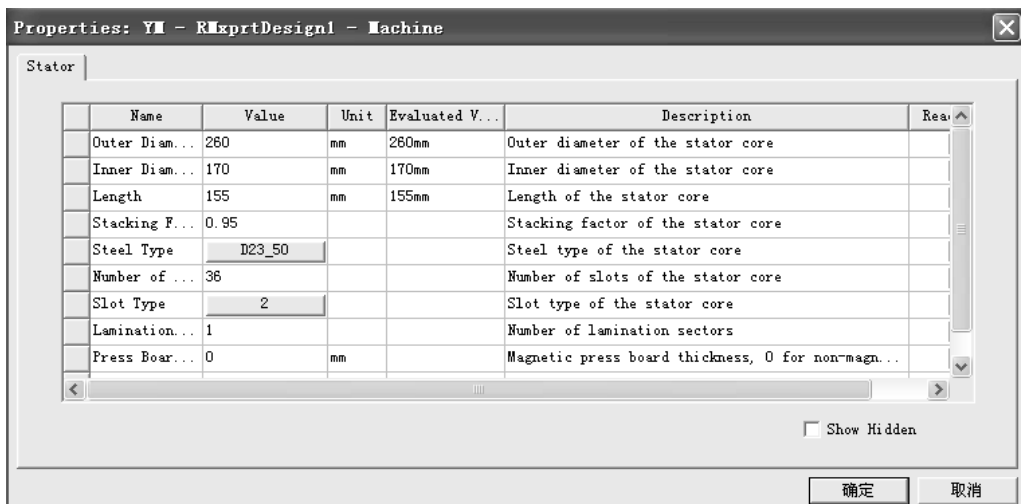 Properties: YM - RMxprtDesign1 - Machine
Stator
Name Value Unit Evaluated V... Description Rea
Outer Diam... 260 mm 260mm Outer diameter of the stator core
Inner Diam... 170 mm 170mm Inner diameter of the stator core
Length 155 mm 155mm Length of the stator core
Stacking F... 0.95 Stacking factor of the stator core
Steel Type D23_50 Steel type of the stator core
Number of ... 36 Number of slots of the stator core
Slot Type 2 Slot type of the stator core
Lamination... 1 Number of lamination sectors
Press Boar... 0 mm Magnetic press board thickness, 0 for non-magn...
Show Hidden
确定 取消